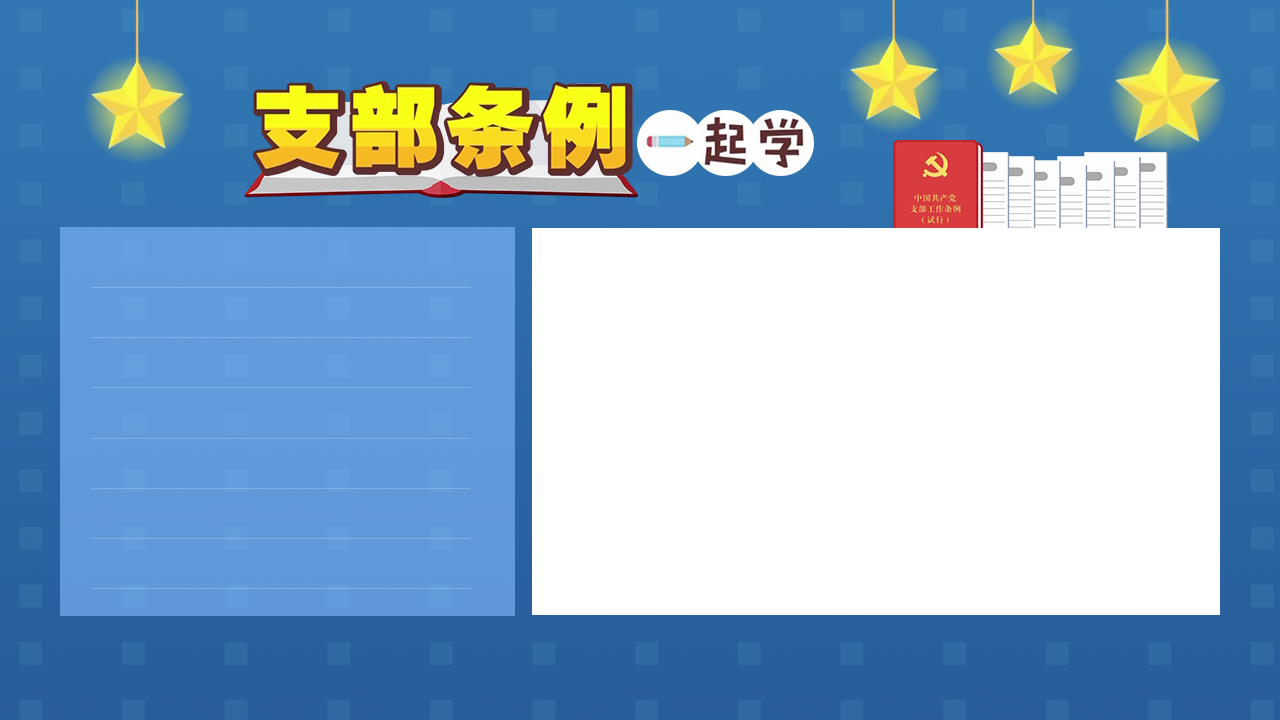 支部条例一起学
中国共产党
支部工作条例
（试行）